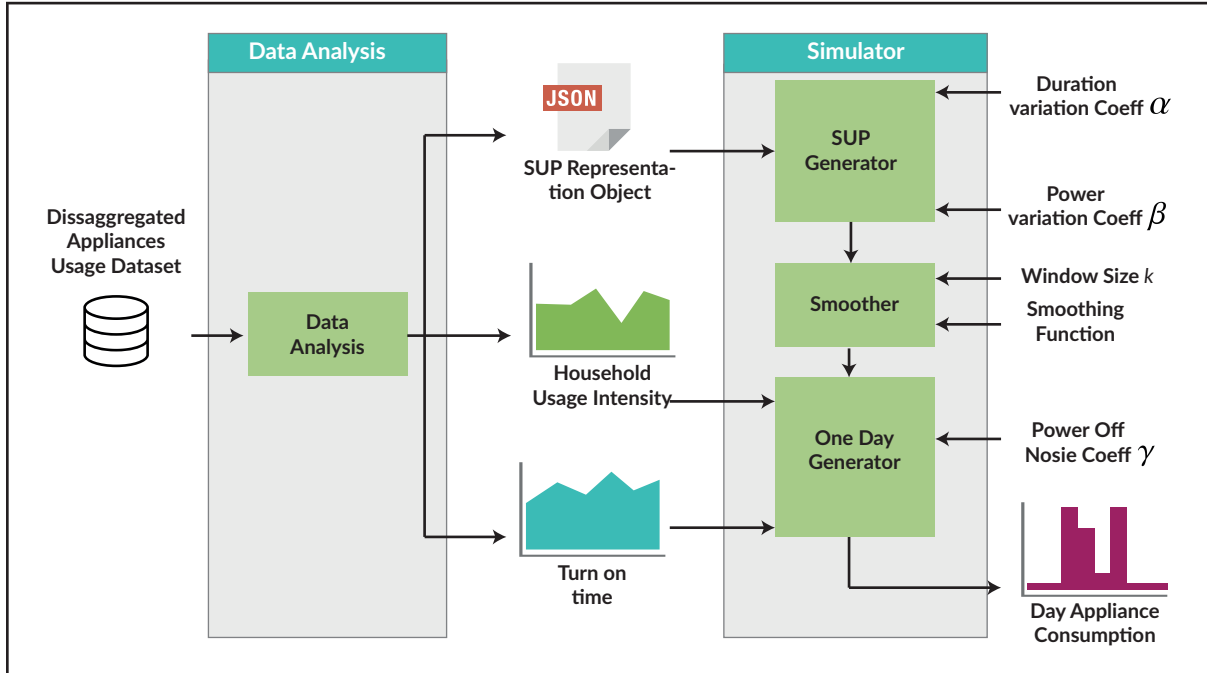 Data Analysis
Simulator
Dissaggregated
Appliances
Usage Dataset
Data
Analysis
JSON
SUP Representa-
tion Object
Household
Usage Intensity
Turn on
time
SUP
Generator
Smoother
One Day
Generator
Duration
variation Coeff α
Power
variation Coeff β
Window Size k
Smoothing
Function
Power Off
Nosie Coeff γ
Day Appliance
Consumption